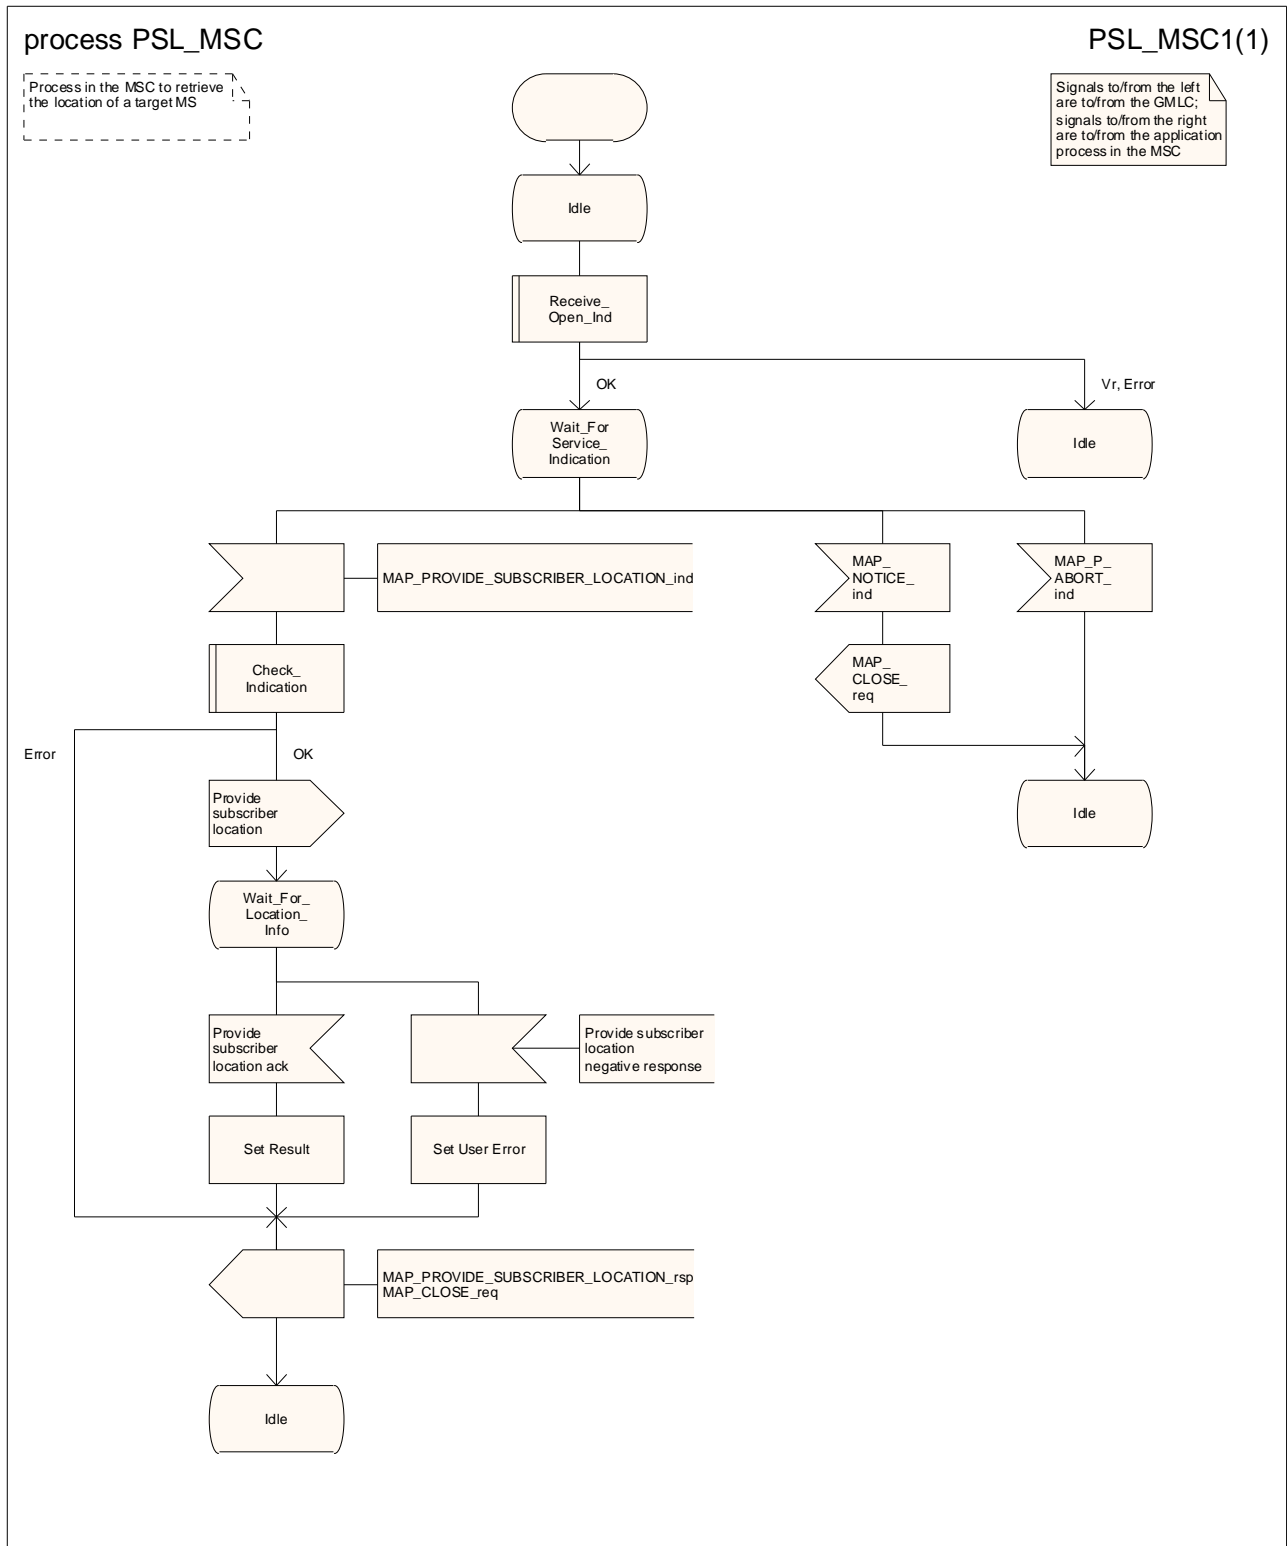 process PSL_MSC
PSL_MSC1(1)
Process in the MSC to retrieve
the location of a target MS
Signals to/from the left
are to/from the GMLC;
signals to/from the right
are to/from the application
process in the MSC
Idle
Receive_
Open_Ind
OK
Vr, Error
Wait_For
Service_
Indication
Idle
MAP_PROVIDE_SUBSCRIBER_LOCATION_ind
MAP_
NOTICE_
ind
MAP_P_
ABORT_
ind
Check_
Indication
MAP_
CLOSE_
req
Error
OK
Provide
subscriber
location
Idle
Wait_For_
Location_
Info
Provide
subscriber
location ack
Provide subscriber
location
negative response
Set Result
Set User Error
MAP_PROVIDE_SUBSCRIBER_LOCATION_rsp
MAP_CLOSE_req
Idle